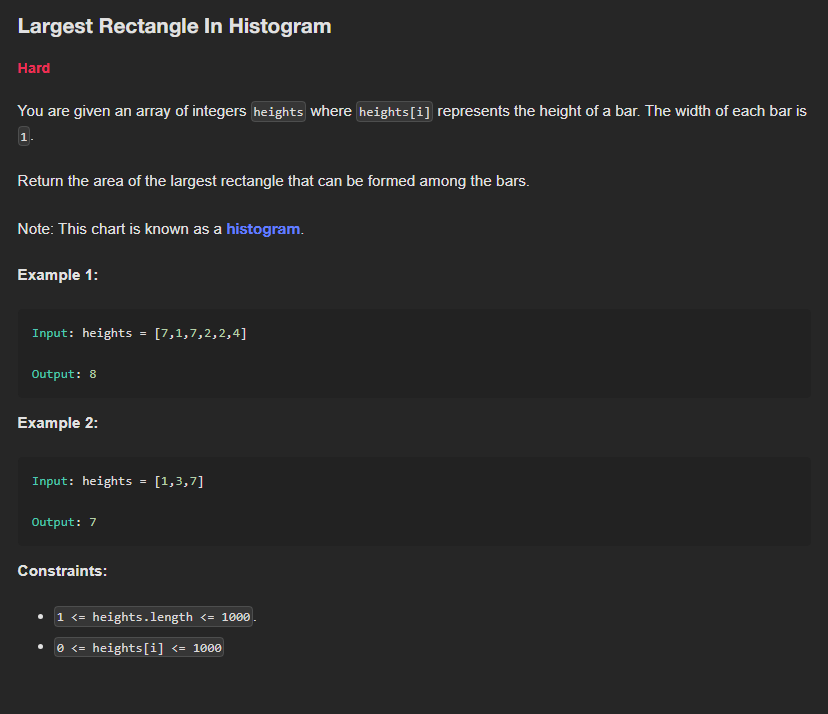 Largest Rectangle In Histogram
Hard
You are given an array of integers heights where heights[i] represents the height of a bar. The width of each bar is
1.
Return the area of the largest rectangle that can be formed among the bars.
Note: This chart is known as a histogram.
Example 1:
Input: heights = [7,1,7,2,2,4]
Output: 8
Example 2:
Input: heights = [1,3,7]
Output: 7
Constraints:
• 1 <= heights.length <= 1000.
• 0 <= heights[i] <= 1000